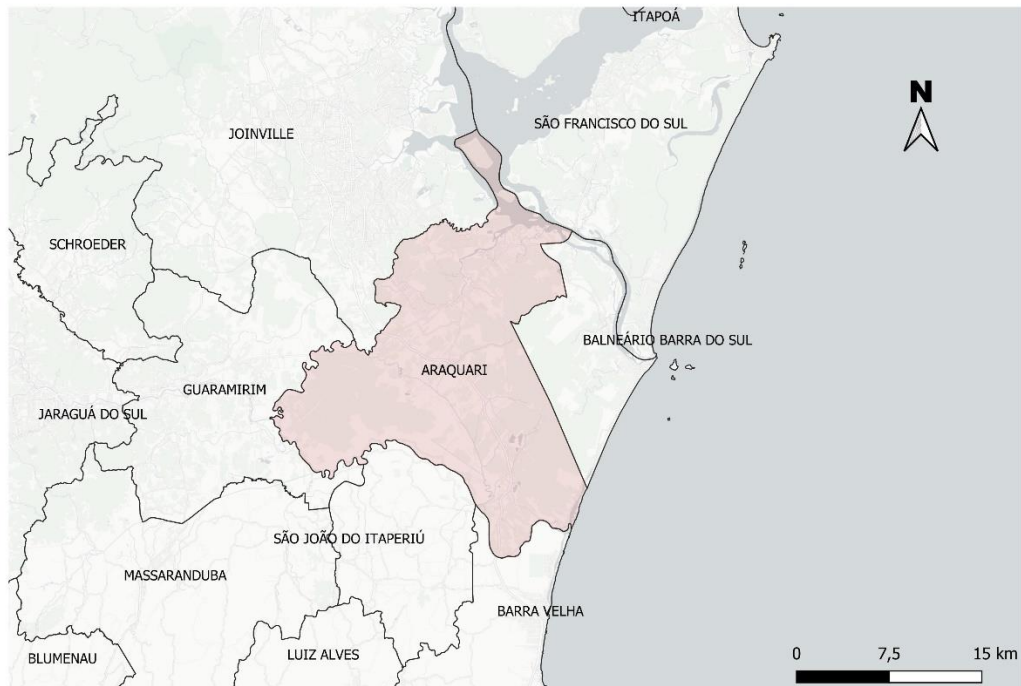 ITAPOÁ
N
SÃO FRANCISCO DO SUL
JOINVILLE
SCHROEDER
BALNEÁRIO BARRA DO SUL
ARAQUARI
GUARAMIRIM
JARAGUÁ DO SUL
SÃO JOÃO DO ITAPERIÚ
MASSARANDUBA
BARRA VELHA
BLUMENAU
LUIZ ALVES
0 7,5 15 km